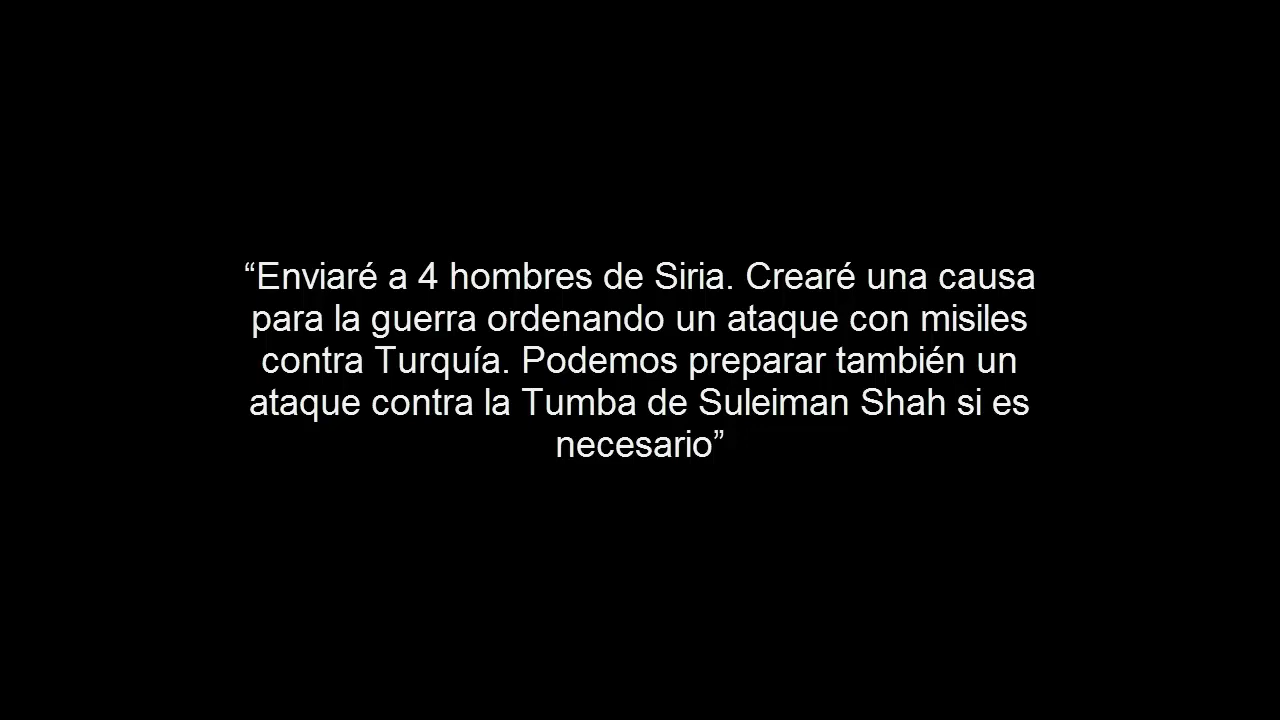 “Enviaré a 4 hombres de Siria. Crearé una causa
para la guerra ordenando un ataque con misiles
contra Turquía. Podemos preparar también un
ataque contra la Tumba de Suleiman Shah si es
necesario”